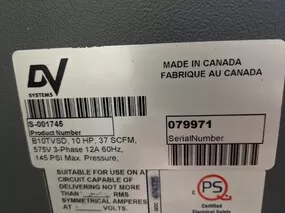 DV
SYSTEMS
MADE IN CANADA
FABRIQUE AU CANADA
S-001745
Product Number
B10TVSD, 10 HP, 37 SCFM,
575V 3-Phase 12A 60Hz,
145 PSi Max. Pressure,
079971
SerialNumber
SUITABLE FOR USE ON A
CIRCUIT CAPABLE OF
DELIVERING NOT MORE
THAN RMS
SYMMETRICAL AMPERES
VOLTS.
PS
Certified
Electrical Safety